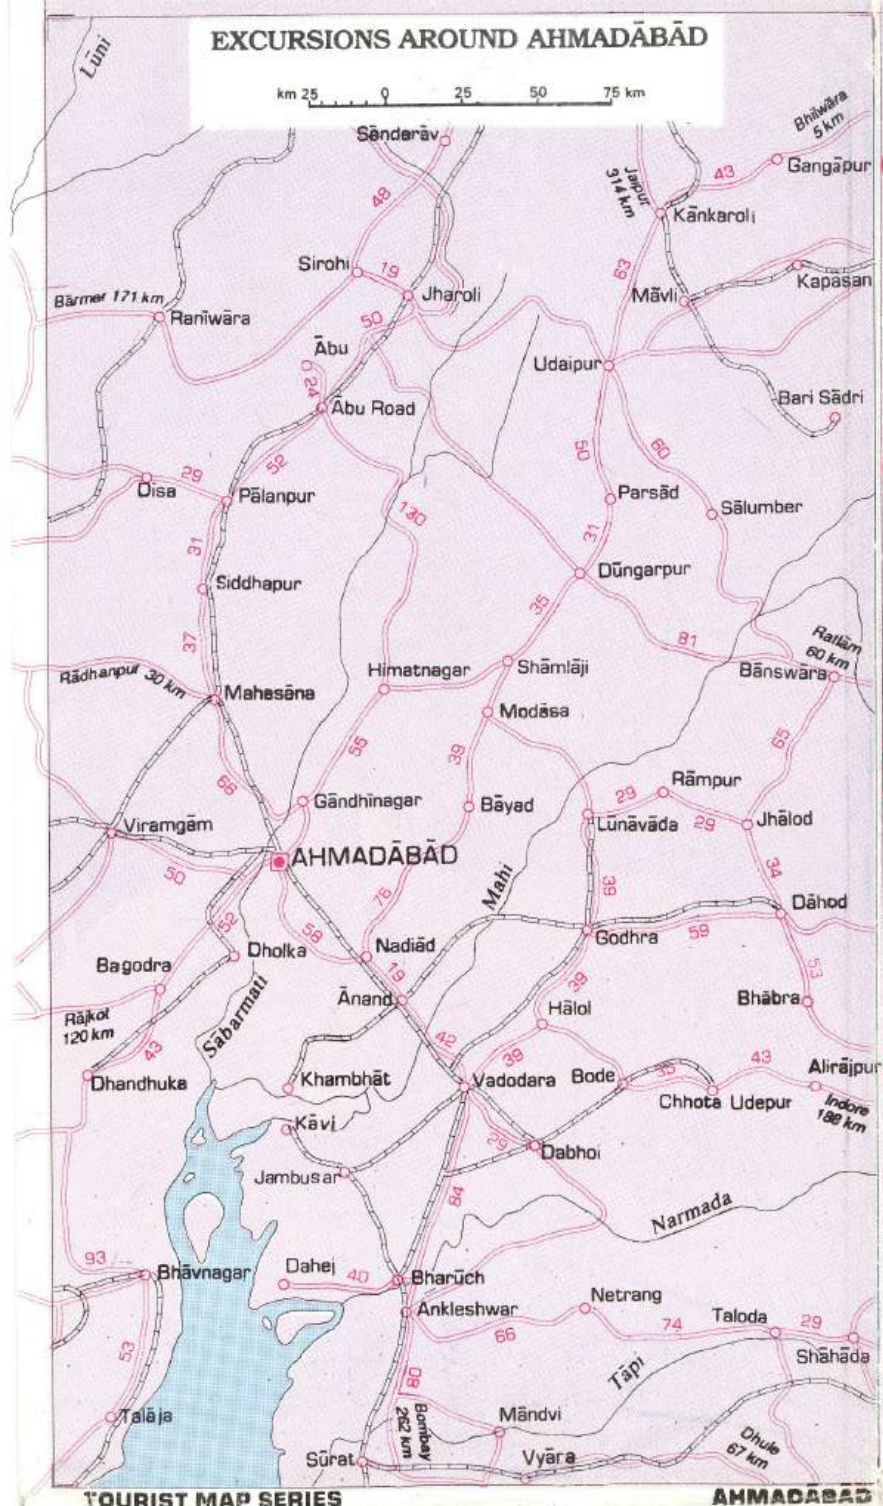 EXCURSIONS AROUND AHMADĀBĀD
km 25 0 25 50 75 km
Lūni
Sānderāv
Bhilwāra
5 km
Gangāpur
43
Jaipur
314 km
48
Kānkaroli
Sirohi
19
63
Kapasan
Bārmer 171 km
Jharoli
Māvli
Raniwāra
50
Ābu
Udaipur
24
Bari Sādri
Ābu Road
50
60
52
29
Disa
Pālanpur
Parsād
Sālumber
130
31
31
Siddhapur
Dūngarpur
35
37
81
Ratlām
60 km
Rādhanpur 30 km
Himatnagar
Shāmlāji
Bānswāra
Mahesāna
Modāsa
55
39
65
66
Rāmpur
Gāndhinagar
Bāyad
29
Viramgām
Lūnāvāda
29
Jhālod
AHMADĀBĀD
50
Mahi
39
34
76
Dāhod
52
58
Godhra
59
Dholka
Nadiād
Bagodra
19
53
Ānand
39
Bhābra
Rājkot
120 km
Hālol
Sābarmati
42
43
39
43
Alirājpur
Dhandhuka
Khambhāt
Vadodara
Bode
35
Chhota Udepur
Indore
188 km
Kāvi
29
Dabhoi
Jambusar
84
Narmada
93
Bhāvnagar
Dahej
40
Bharūch
Netrang
Ankleshwar
Taloda
74
29
66
53
Shāhāda
Tāpi
80
Talāja
Bombay
262 km
Māndvi
Dhule
67 km
Sūrat
Vyāra
TOURIST MAP SERIES
AHMADĀBĀD